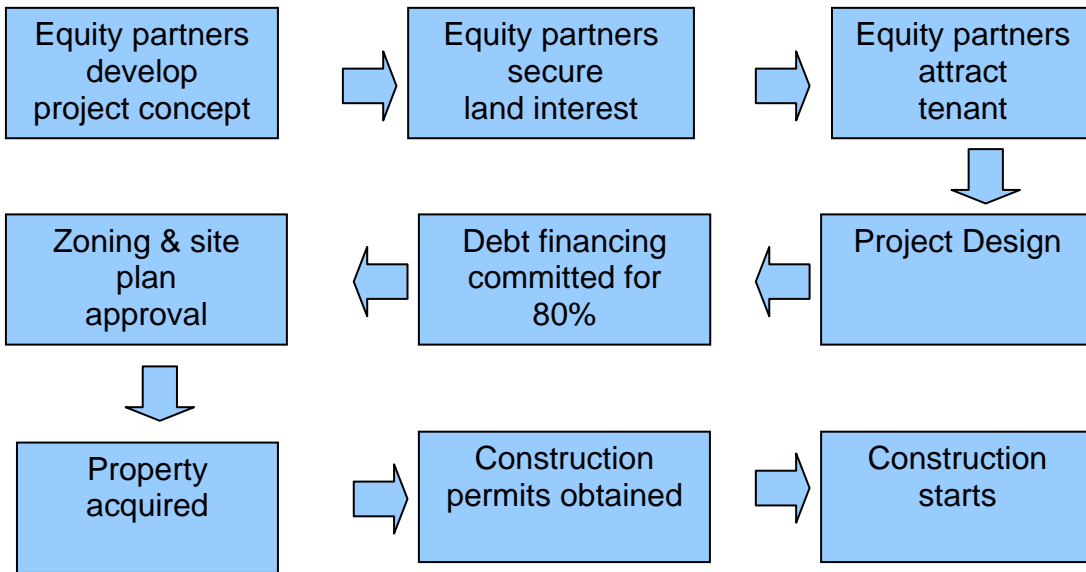 Equity partners
develop
project concept
Equity partners
secure
land interest
Equity partners
attract
tenant
Project Design
Debt financing
committed for
80%
Zoning & site
plan
approval
Property
acquired
Construction
permits obtained
Construction
starts